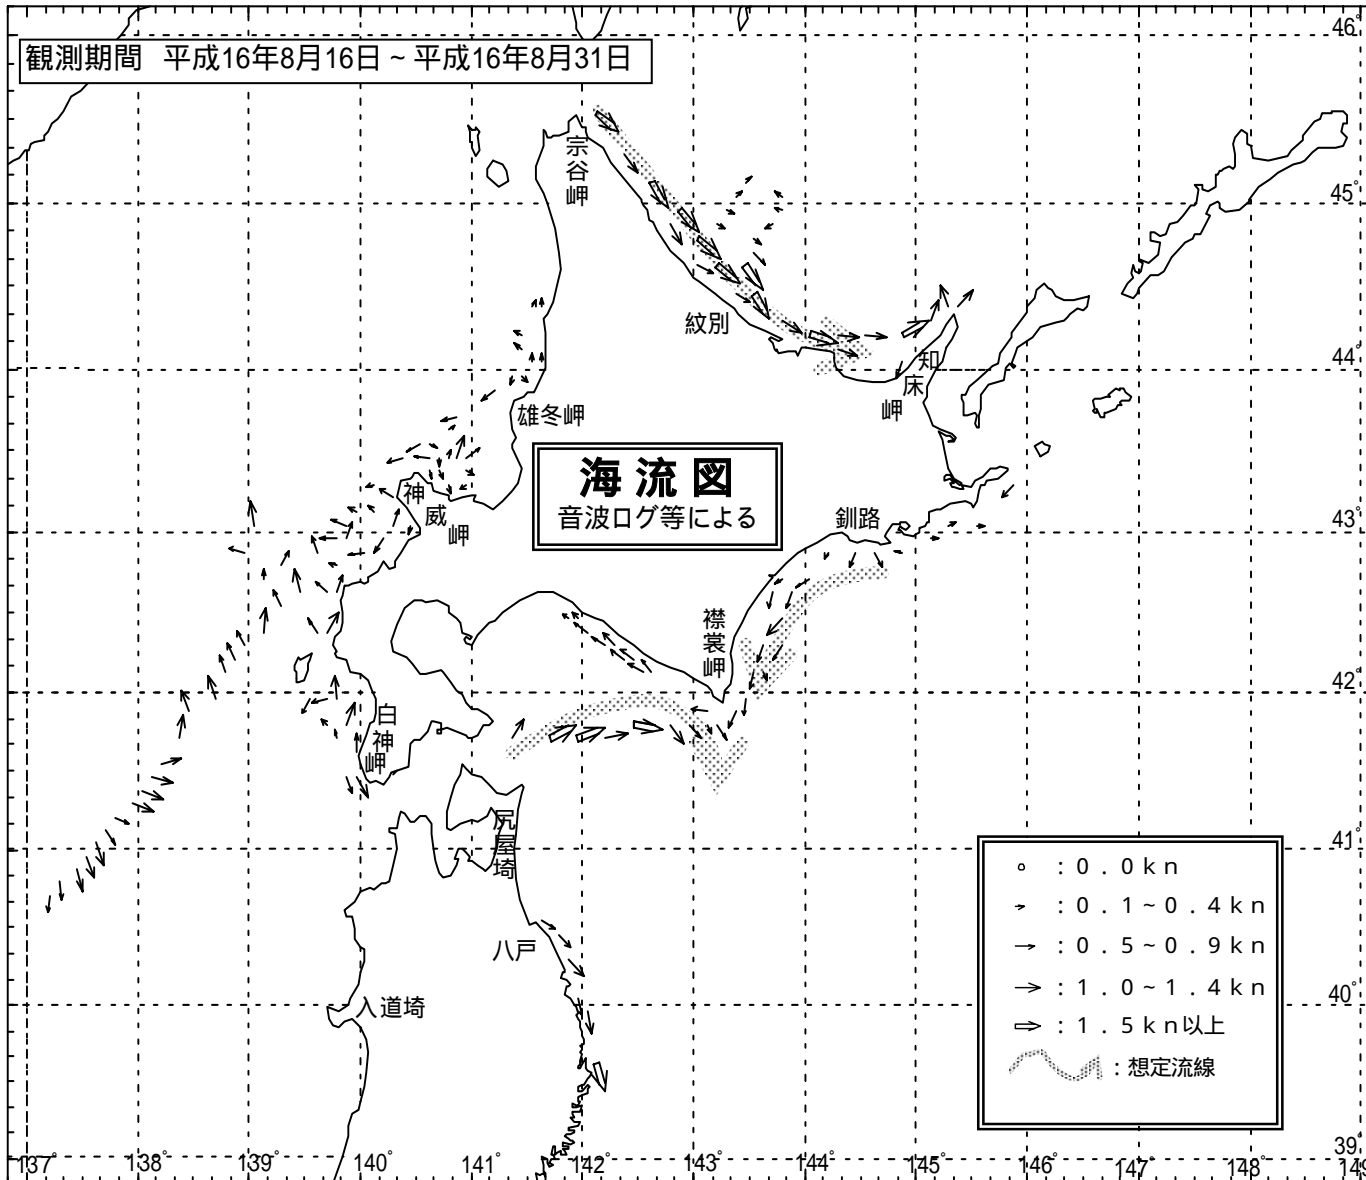 観測期間 平成16年8月16日～平成16年8月31日
46°
宗谷岬
45°
紋別
44°
知床岬
雄冬岬
海流図
音波ログ等による
神威岬
釧路
43°
襟裳岬
42°
白神岬
尻屋埼
41°
：0.0kn
：0.1~0.4kn
：0.5~0.9kn
：1.0~1.4kn
：1.5kn以上
：想定流線
八戸
入道埼
40°
39°
137° 138° 139° 140° 141° 142° 143° 144° 145° 146° 147° 148° 149